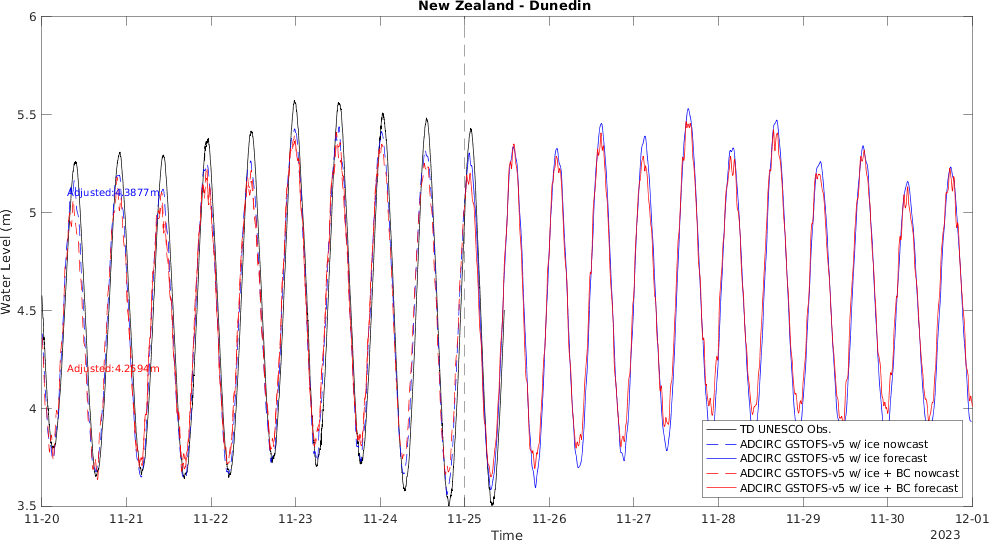 New Zealand - Dunedin
6
5.5
5
4.5
4
3.5
Water Level (m)
Adjusted:4.3877m
Adjusted:4.2594m
TD UNESCO Obs.
ADCIRC GSTOFS-v5 w/ ice nowcast
ADCIRC GSTOFS-v5 w/ ice forecast
ADCIRC GSTOFS-v5 w/ ice + BC nowcast
ADCIRC GSTOFS-v5 w/ ice + BC forecast
11-20 11-21 11-22 11-23 11-24 11-25 11-26 11-27 11-28 11-29 11-30 12-01
Time
2023